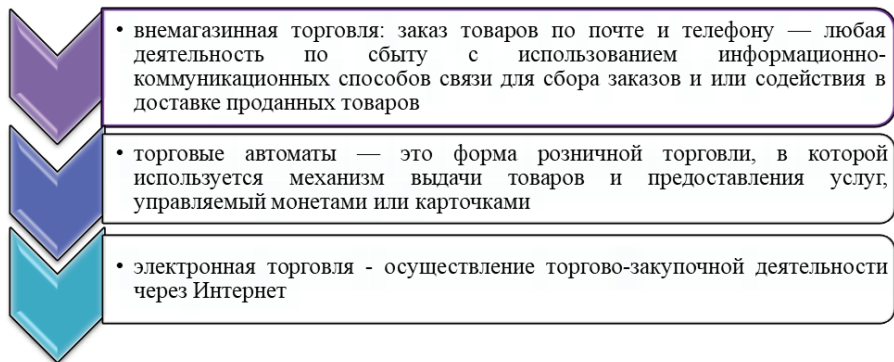 • внемагазинная торговля: заказ товаров по почте и телефону — любая
деятельность по сбыту с использованием информационно-
коммуникационных способов связи для сбора заказов и или содействия в
доставке проданных товаров
• торговые автоматы — это форма розничной торговли, в которой
используется механизм выдачи товаров и предоставления услуг,
управляемый монетами или карточками
• электронная торговля - осуществление торгово-закупочной деятельности
через Интернет